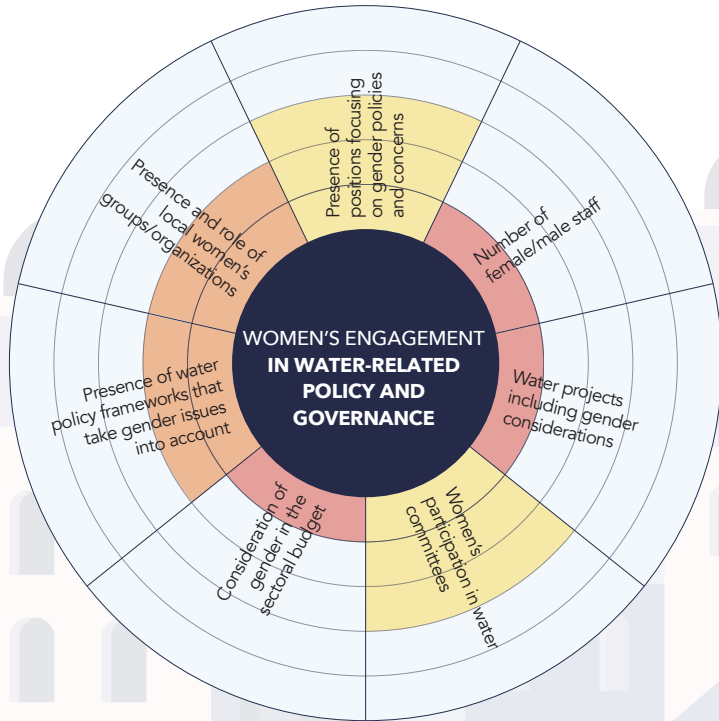 Presence of
positions focusing
on gender policies
and concerns
Number of
female/male staff
Water projects
including gender
considerations
Women's
participation in water
committees
Consideration of
gender in the
sectoral budget
Presence of water
policy frameworks that
take gender issues
into account
Presence and role of
local women's
groups/organizations
WOMEN'S ENGAGEMENT
IN WATER-RELATED
POLICY AND
GOVERNANCE